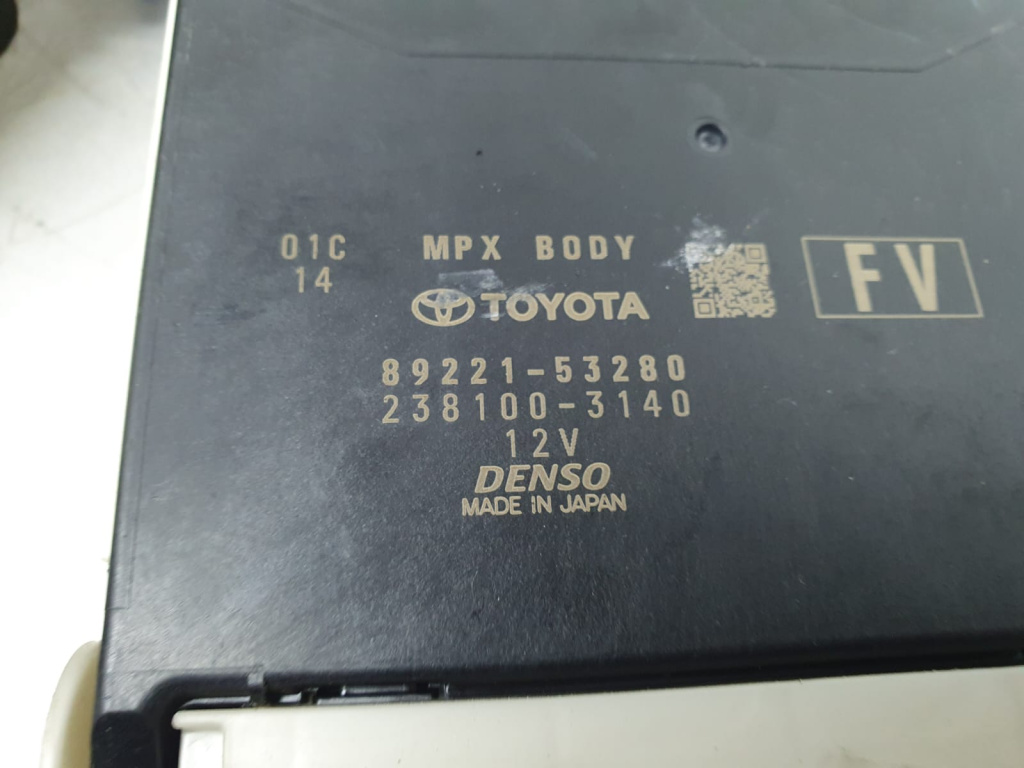 01C MPX BODY FV
14 TOYOTA
89221-53280
238100-3140
12V
DENSO
MADE IN JAPAN